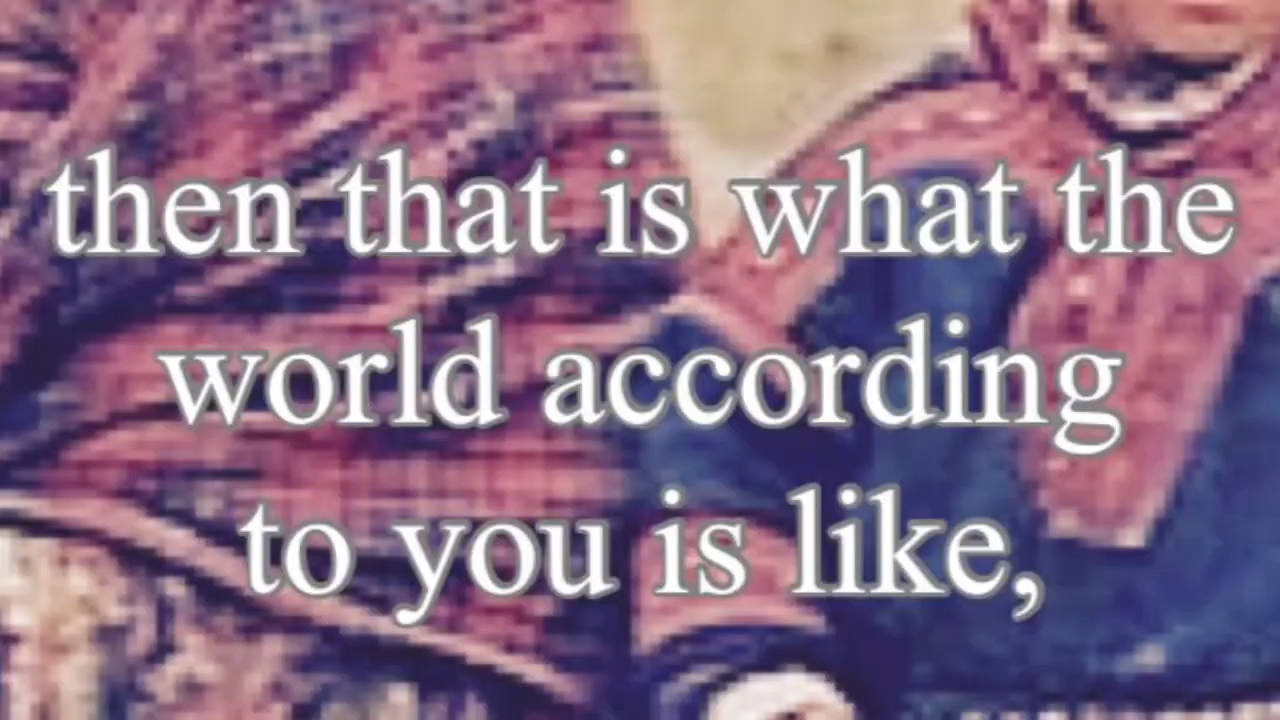 then that is what the
world according
to you is like,